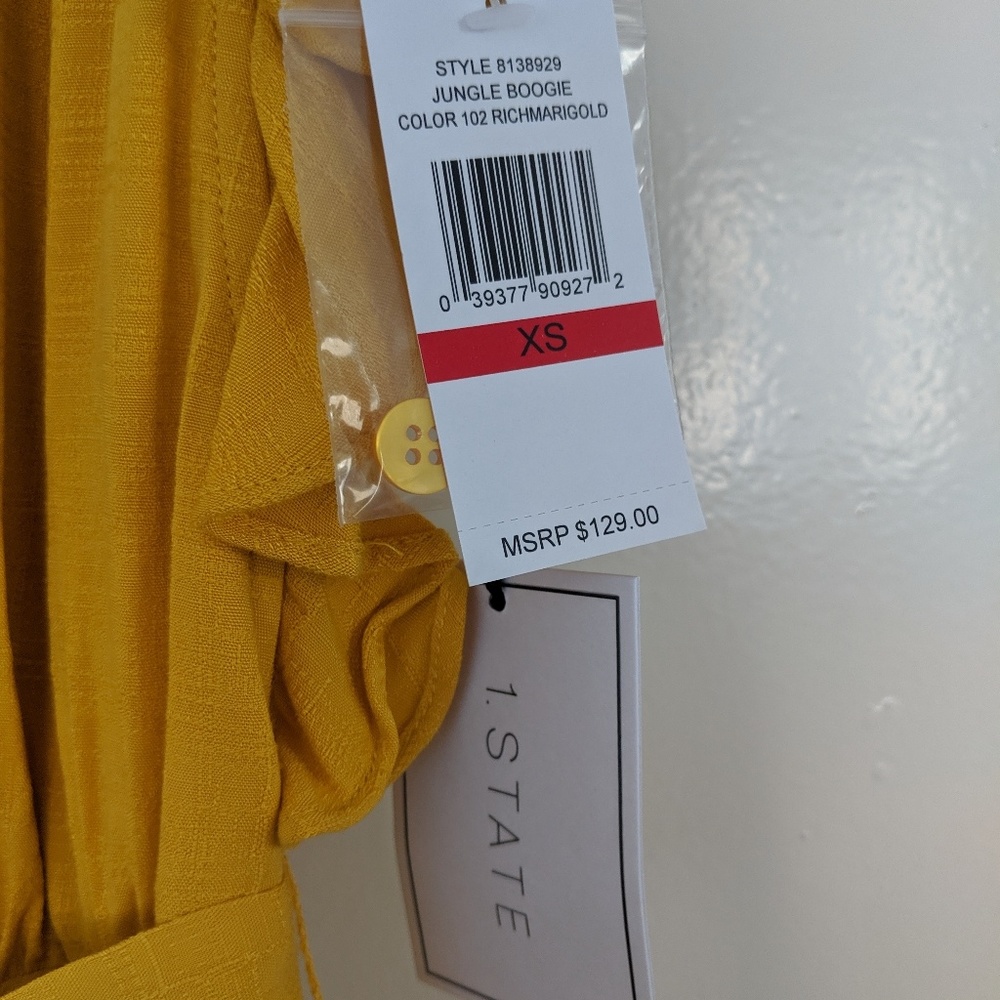 STYLE 8138929
JUNGLE BOOGIE
COLOR 102 RICHMARIGOLD
0 39377 90927 2
XS
MSRP $129.00
1. STATE